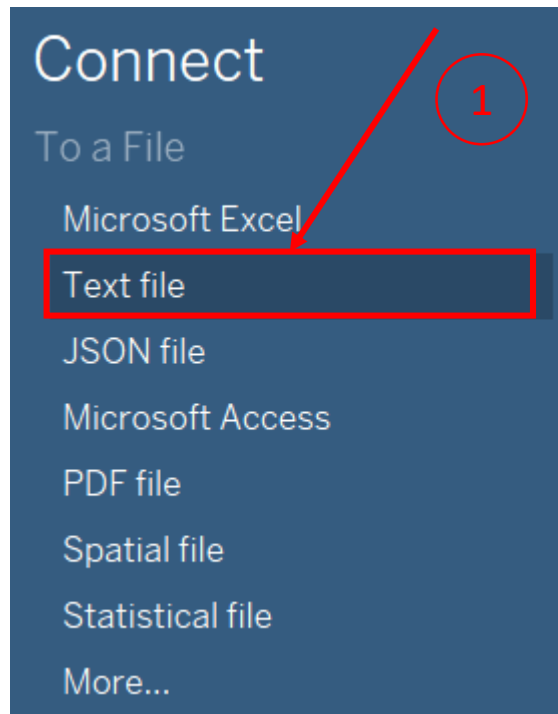 Connect
1
To a File
Microsoft Excel
Text file
JSON file
Microsoft Access
PDF file
Spatial file
Statistical file
More...